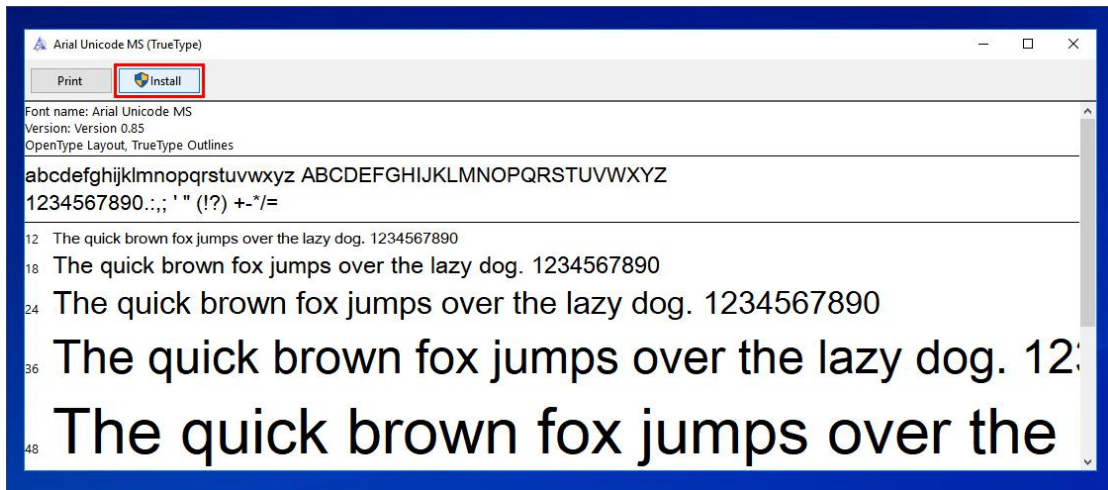 Arial Unicode MS (TrueType)
Print Install
Font name: Arial Unicode MS
Version: Version 0.85
OpenType Layout, TrueType Outlines
abcdefghijklmnopqrstuvwxyz ABCDEFGHIJKLMNOPQRSTUVWXYZ
1234567890.:,; ' " (!?) +-*/=
12 The quick brown fox jumps over the lazy dog. 1234567890
18 The quick brown fox jumps over the lazy dog. 1234567890
24 The quick brown fox jumps over the lazy dog. 1234567890
36 The quick brown fox jumps over the lazy dog. 12
48 The quick brown fox jumps over the